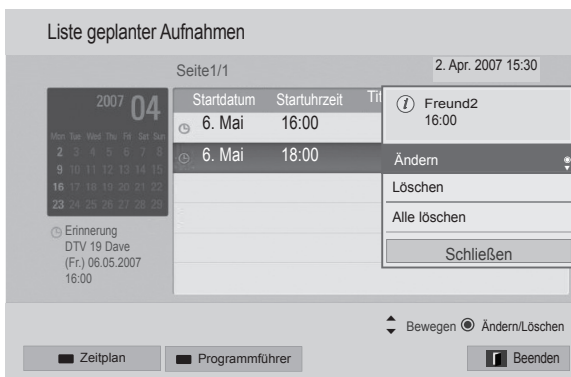 Liste geplanter Aufnahmen
Seite1/1
2. Apr. 2007 15:30
2007 04
Mon Tue Wed Thu Fri Sat Sun
2 3 4 5 6 7 8
9 10 11 12 13 14 15
16 17 18 19 20 21 22
23 24 25 26 27 28 29
Erinnerung
DTV 19 Dave
(Fr.) 06.05.2007
16:00
Startdatum Startuhrzeit
6. Mai 16:00
6. Mai 18:00
Freund2
16:00
Ändern
Löschen
Alle löschen
Schließen
Bewegen Ändern/Löschen
Zeitplan Programmführer Beenden